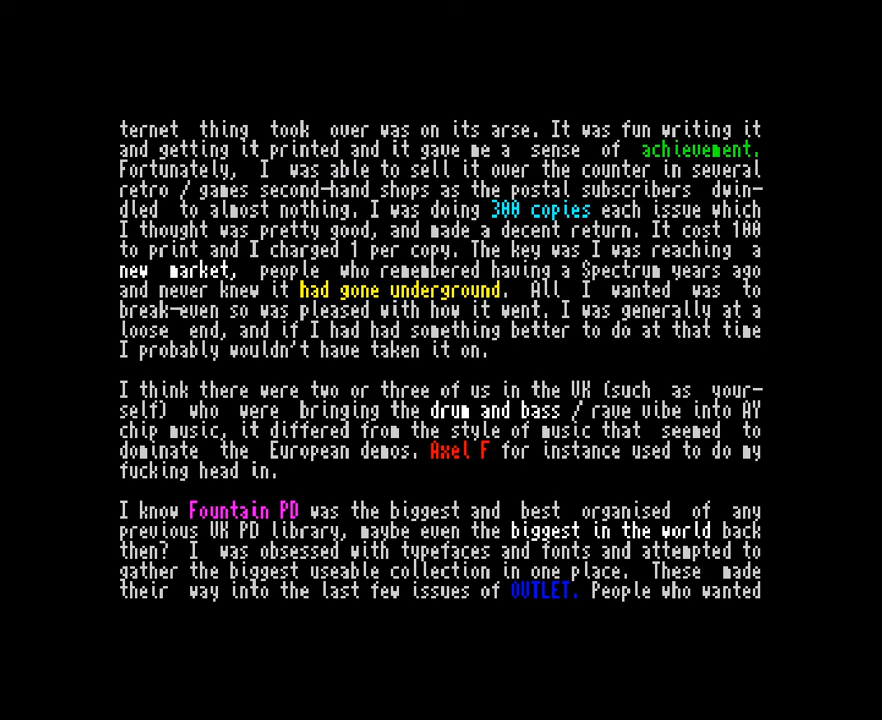 ternet thing took over was on its arse. It was fun writing it
and getting it printed and it gave me a sense of achievement.
Fortunately, I was able to sell it over the counter in several
retro / games second-hand shops as the postal subscribers dwin-
dled to almost nothing. I was doing 300 copies each issue which
I thought was pretty good, and made a decent return. It cost 100
to print and I charged 1 per copy. The key was I was reaching a
new market, people who remembered having a Spectrum years ago
and never knew it had gone underground. All I wanted was to
break-even so was pleased with how it went. I was generally at a
loose end, and if I had had something better to do at that time
I probably wouldn't have taken it on.
I think there were two or three of us in the UK (such as your-
self) who were bringing the drum and bass / rave vibe into AY
chip music, it differed from the style of music that seemed to
dominate the European demos. Axel F for instance used to do my
fucking head in.
I know Fountain PD was the biggest and best organised of any
previous UK PD library, maybe even the biggest in the world back
then? I was obsessed with typefaces and fonts and attempted to
gather the biggest useable collection in one place. These made
their way into the last few issues of OUTLET. People who wanted